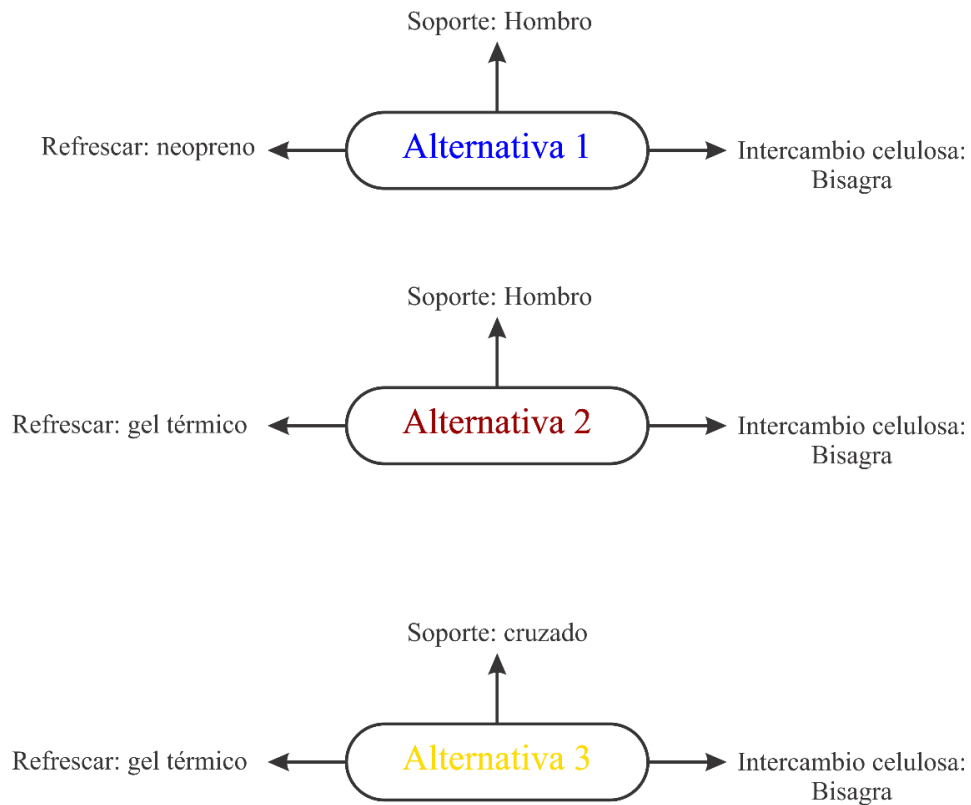 Soporte: Hombro
Refrescar: neopreno
Alternativa 1
Intercambio celulosa:
Bisagra
Soporte: Hombro
Refrescar: gel térmico
Alternativa 2
Intercambio celulosa:
Bisagra
Soporte: cruzado
Refrescar: gel térmico
Alternativa 3
Intercambio celulosa:
Bisagra